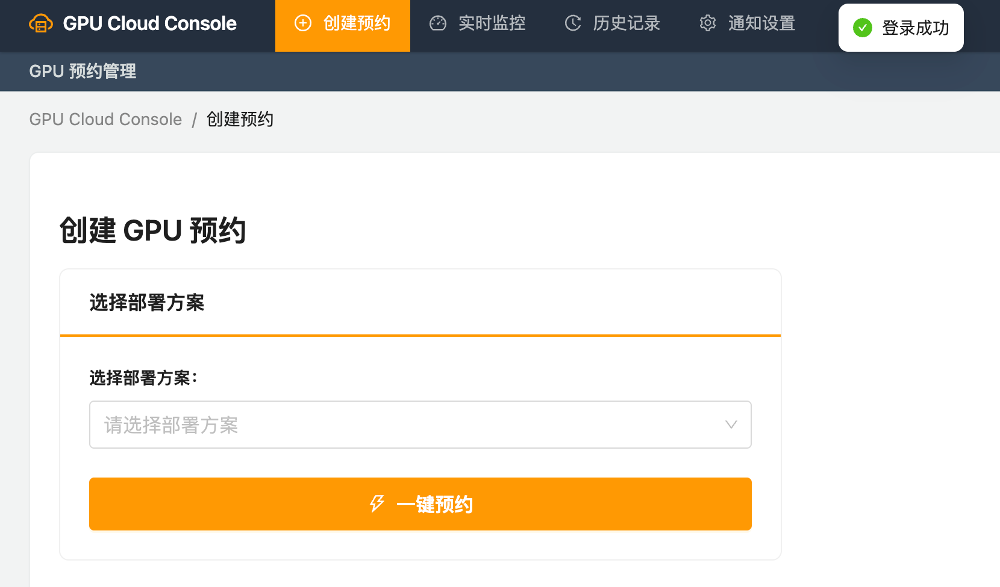 GPU Cloud Console
创建预约
实时监控
历史记录
通知设置
登录成功
GPU 预约管理
GPU Cloud Console / 创建预约
创建 GPU 预约
选择部署方案
选择部署方案：
请选择部署方案
一键预约